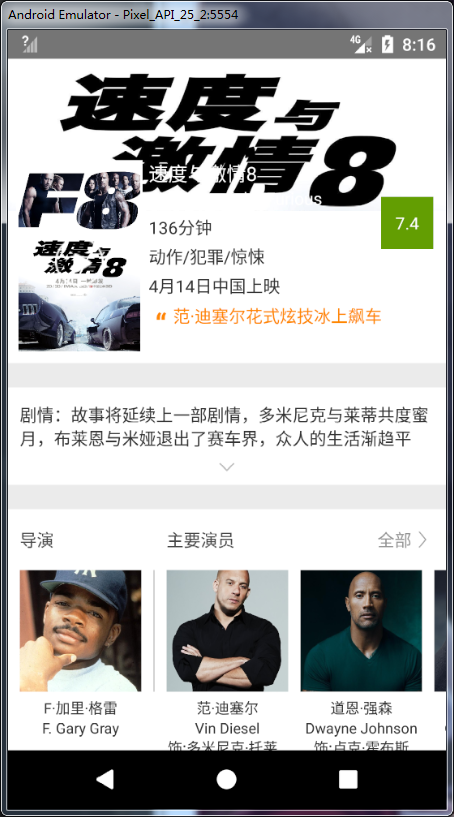 Android Emulator - Pixel_API_25_2:5554
4G
8:16
速度与
激情8
速度与激情8
F8
7.4
136分钟
动作/犯罪/惊悚
速度与
激情8
4月14日中国上映
范·迪塞尔花式炫技冰上飙车
剧情：故事将延续上一部剧情，多米尼克与莱蒂共度蜜
月，布莱恩与米娅退出了赛车界，众人的生活渐趋平
导演
主要演员
全部
F·加里·格雷
F. Gary Gray
范·迪塞尔
Vin Diesel
饰:多米尼克·托莱
道恩·强森
Dwayne Johnson
饰:卢克·霍布斯